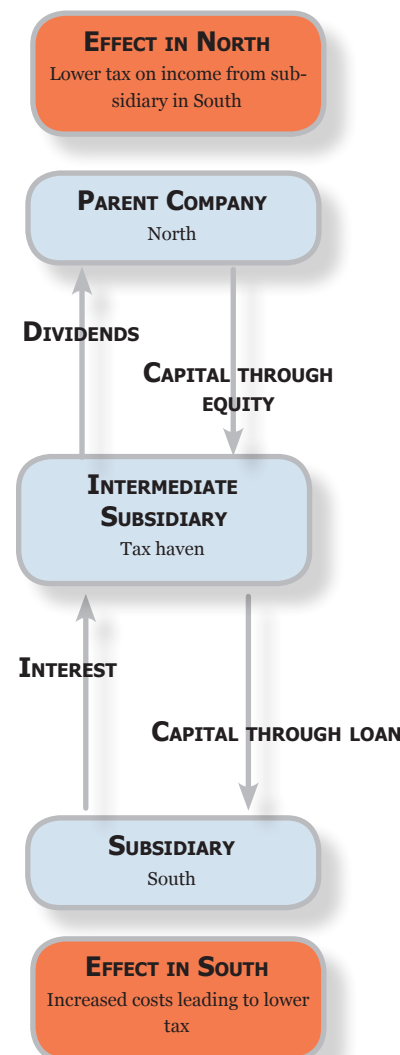 Effect in North
Lower tax on income from sub-
sidiary in South
Parent Company
North
Dividends
Capital through
equity
Intermediate
Subsidiary
Tax haven
Interest
Capital through loan
Subsidiary
South
Effect in South
Increased costs leading to lower
tax